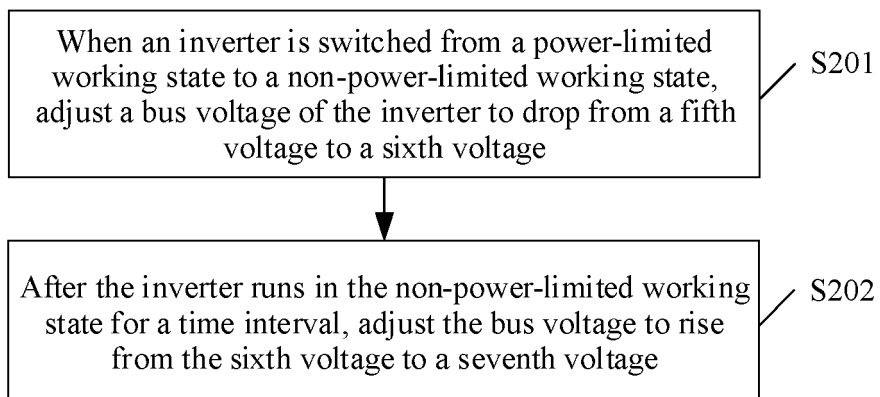 When an inverter is switched from a power-limited
working state to a non-power-limited working state,
adjust a bus voltage of the inverter to drop from a fifth
voltage to a sixth voltage
S201
After the inverter runs in the non-power-limited working
state for a time interval, adjust the bus voltage to rise
from the sixth voltage to a seventh voltage
S202